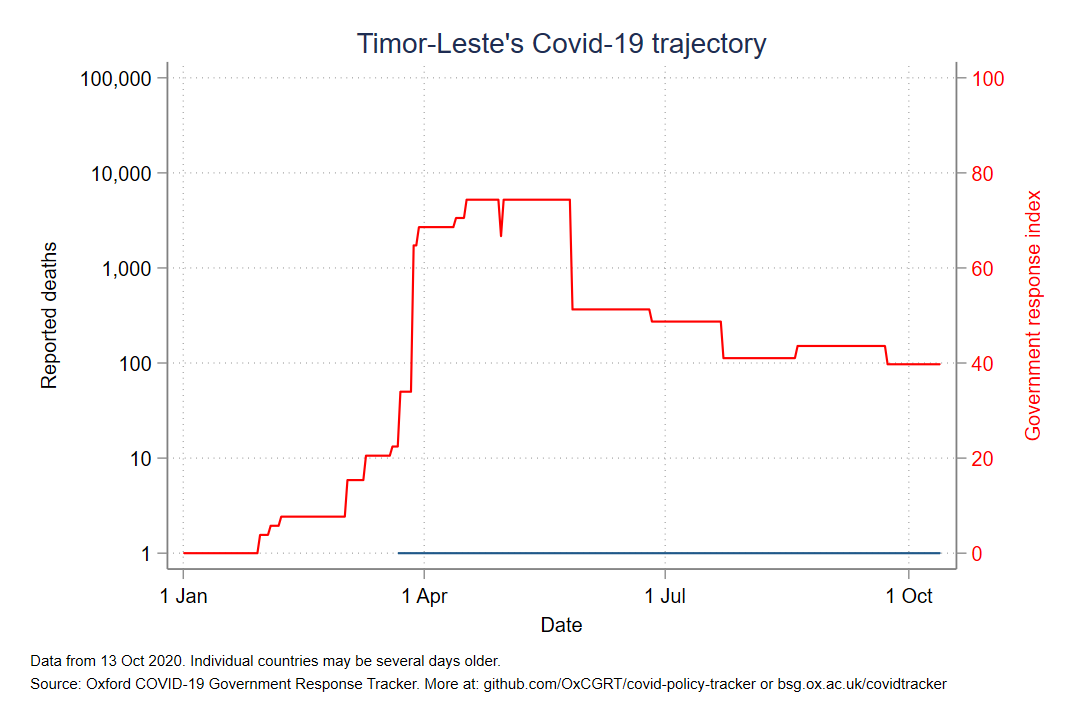 Timor-Leste's Covid-19 trajectory
100,000
10,000
1,000
100
10
1
Reported deaths
100
80
60
40
20
0
Government response index
1 Jan
1 Apr
1 Jul
1 Oct
Date
Data from 13 Oct 2020. Individual countries may be several days older.
Source: Oxford COVID-19 Government Response Tracker. More at: github.com/OxCGRT/covid-policy-tracker or bsg.ox.ac.uk/covidtracker